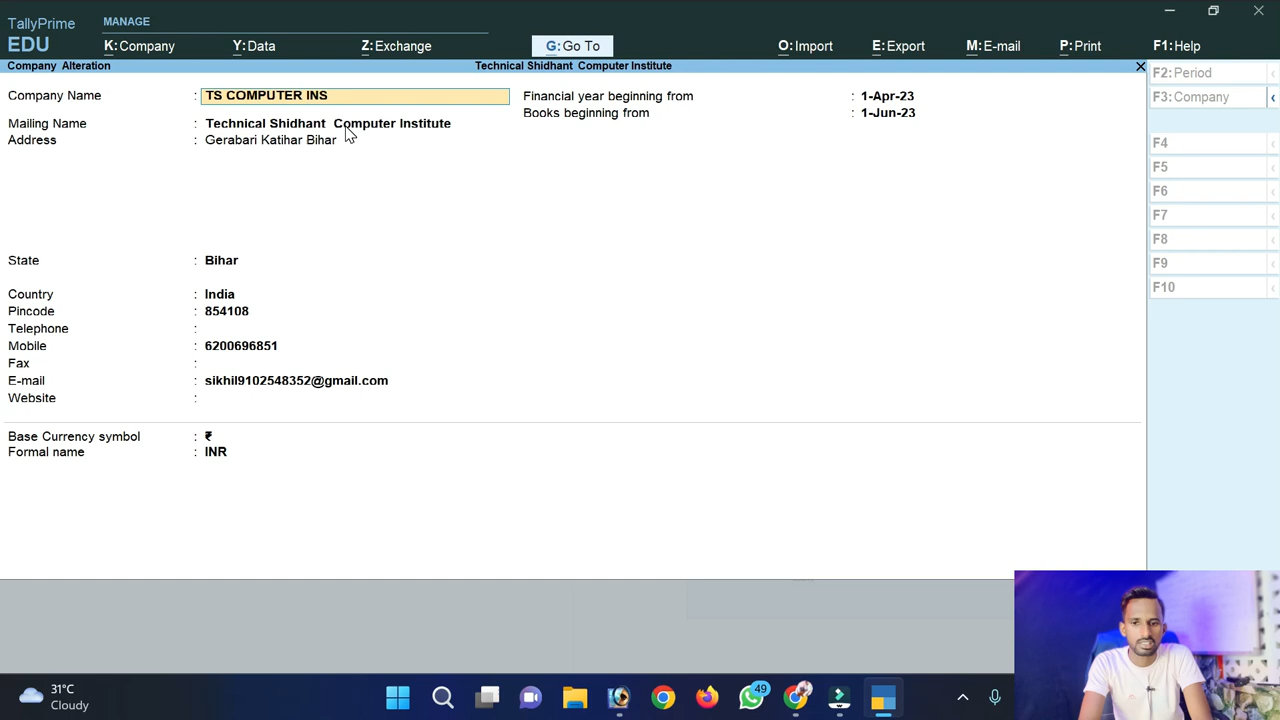 TallyPrime
EDU
MANAGE
K:Company
Y:Data
Z:Exchange
G:Go To
O:Import
E:Export
M:E-mail
P:Print
F1:Help
Company Alteration
Technical Shidhant Computer Institute
Company Name : TS COMPUTER INS
Financial year beginning from : 1-Apr-23
Books beginning from : 1-Jun-23
Mailing Name : Technical Shidhant Computer Institute
Address : Gerabari Katihar Bihar
State : Bihar
Country : India
Pincode : 854108
Telephone :
Mobile : 6200696851
Fax :
E-mail : sikhil9102548352@gmail.com
Website :
Base Currency symbol : ₹
Formal name : INR
F2:Period
F3:Company
F4
F5
F6
F7
F8
F9
F10
31°C
Cloudy
49